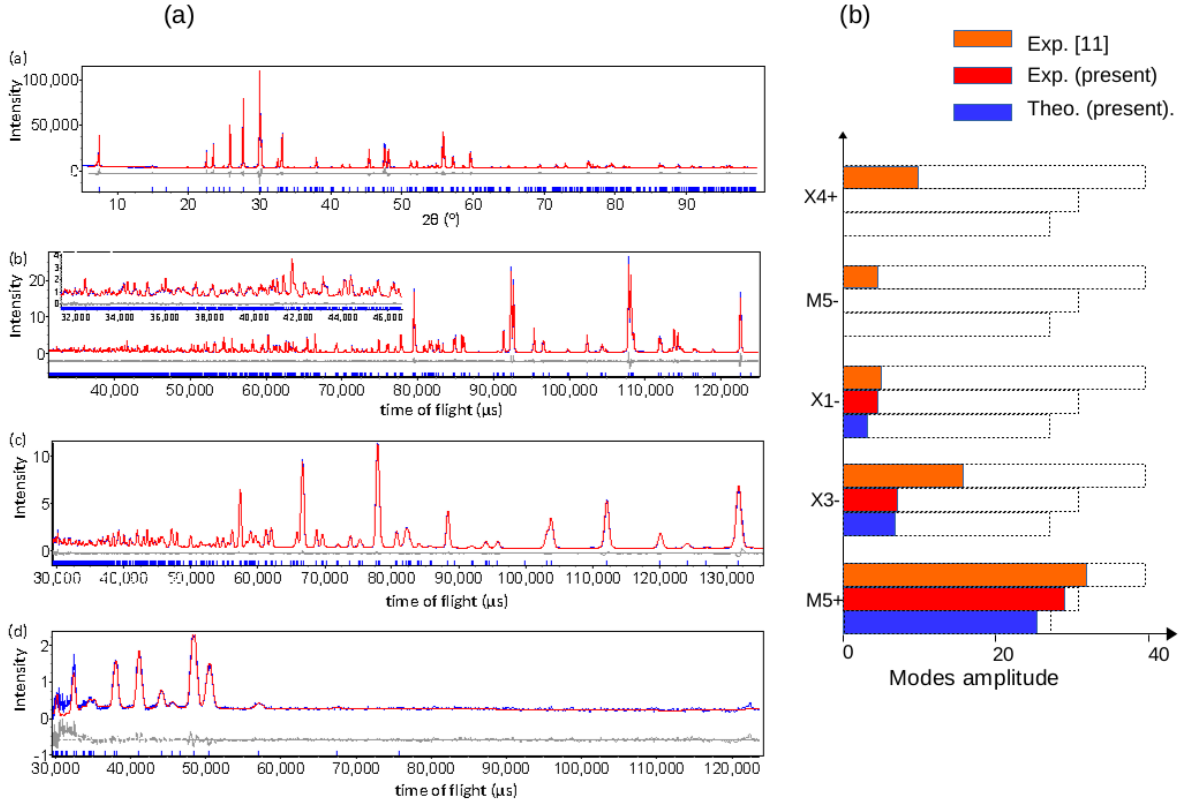 (a)
(a)
Intensity
100,000
50,000
0
10 20 30 40 50 60 70 80 90
2θ (°)
(b)
Intensity
20
10
0
4
3
2
1
0
32,000 34,000 36,000 38,000 40,000 42,000 44,000 46,000
40,000 50,000 60,000 70,000 80,000 90,000 100,000 110,000 120,000
time of flight (µs)
(c)
Intensity
10
5
0
30,000 40,000 50,000 60,000 70,000 80,000 90,000 100,000 110,000 120,000 130,000
time of flight (µs)
(d)
Intensity
2
1
0
-1
30,000 40,000 50,000 60,000 70,000 80,000 90,000 100,000 110,000 120,000
time of flight (µs)
(b)
Exp. [11]
Exp. (present)
Theo. (present).
X4+
M5-
X1-
X3-
M5+
0 20 40
Modes amplitude